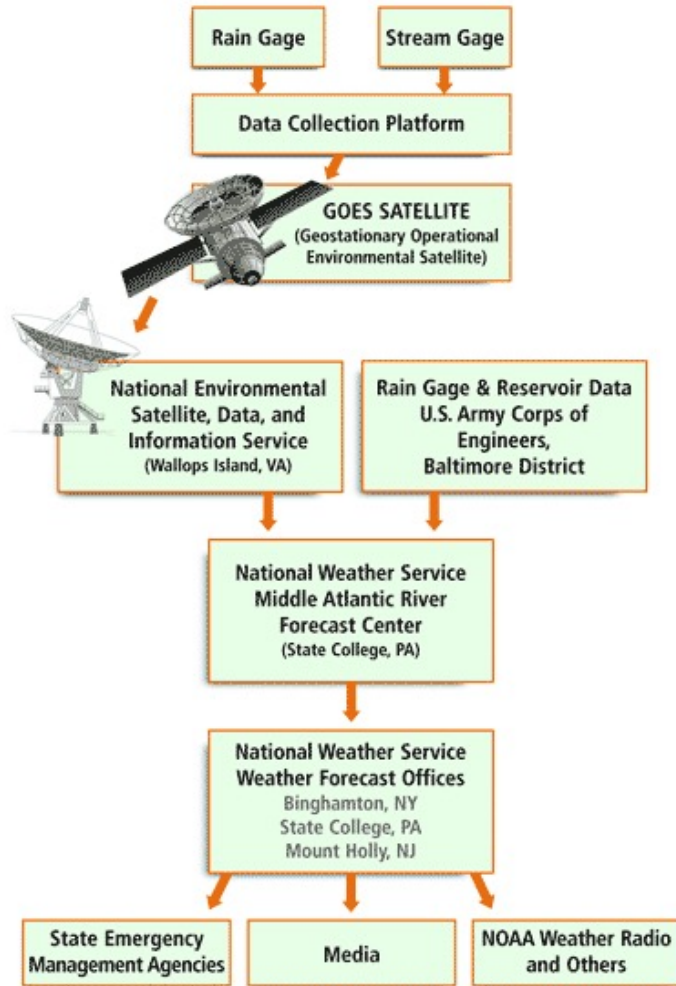 Rain Gage
Stream Gage
Data Collection Platform
GOES SATELLITE
(Geostationary Operational
Environmental Satellite)
National Environmental
Satellite, Data, and
Information Service
(Wallops Island, VA)
Rain Gage & Reservoir Data
U.S. Army Corps of
Engineers,
Baltimore District
National Weather Service
Middle Atlantic River
Forecast Center
(State College, PA)
National Weather Service
Weather Forecast Offices
Binghamton, NY
State College, PA
Mount Holly, NJ
State Emergency
Management Agencies
Media
NOAA Weather Radio
and Others